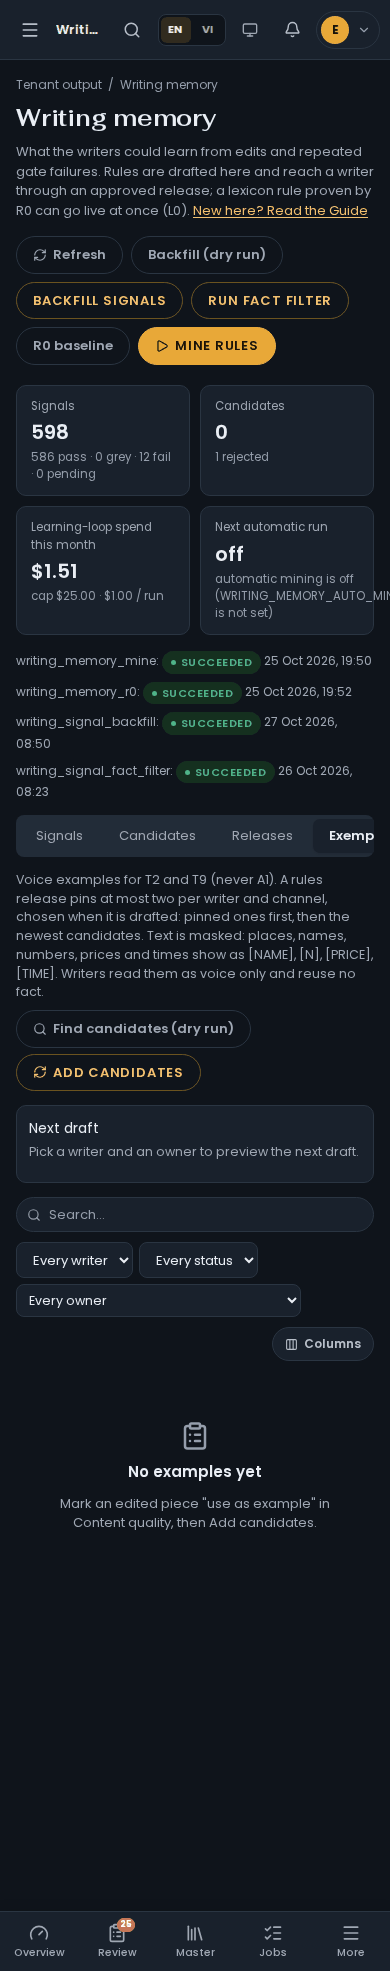 Writi...
EN
VI
E
Tenant output / Writing memory
Writing memory
What the writers could learn from edits and repeated
gate failures. Rules are drafted here and reach a writer
through an approved release; a lexicon rule proven by
R0 can go live at once (L0). New here? Read the Guide
Refresh
Backfill (dry run)
BACKFILL SIGNALS
RUN FACT FILTER
R0 baseline
MINE RULES
Signals
598
586 pass · 0 grey · 12 fail
· 0 pending
Candidates
0
1 rejected
Learning-loop spend
this month
$1.51
cap $25.00 · $1.00 / run
Next automatic run
off
automatic mining is off
(WRITING_MEMORY_AUTO_MIN
is not set)
writing_memory_mine: SUCCEEDED 25 Oct 2026, 19:50
writing_memory_r0: SUCCEEDED 25 Oct 2026, 19:52
writing_signal_backfill: SUCCEEDED 27 Oct 2026,
08:50
writing_signal_fact_filter: SUCCEEDED 26 Oct 2026,
08:23
Signals
Candidates
Releases
Exemp
Voice examples for T2 and T9 (never A1). A rules
release pins at most two per writer and channel,
chosen when it is drafted: pinned ones first, then the
newest candidates. Text is masked: places, names,
numbers, prices and times show as [NAME], [N], [PRICE],
[TIME]. Writers read them as voice only and reuse no
fact.
Find candidates (dry run)
ADD CANDIDATES
Next draft
Pick a writer and an owner to preview the next draft.
Search...
Every writer
Every status
Every owner
Columns
No examples yet
Mark an edited piece "use as example" in
Content quality, then Add candidates.
25
Overview
Review
Master
Jobs
More